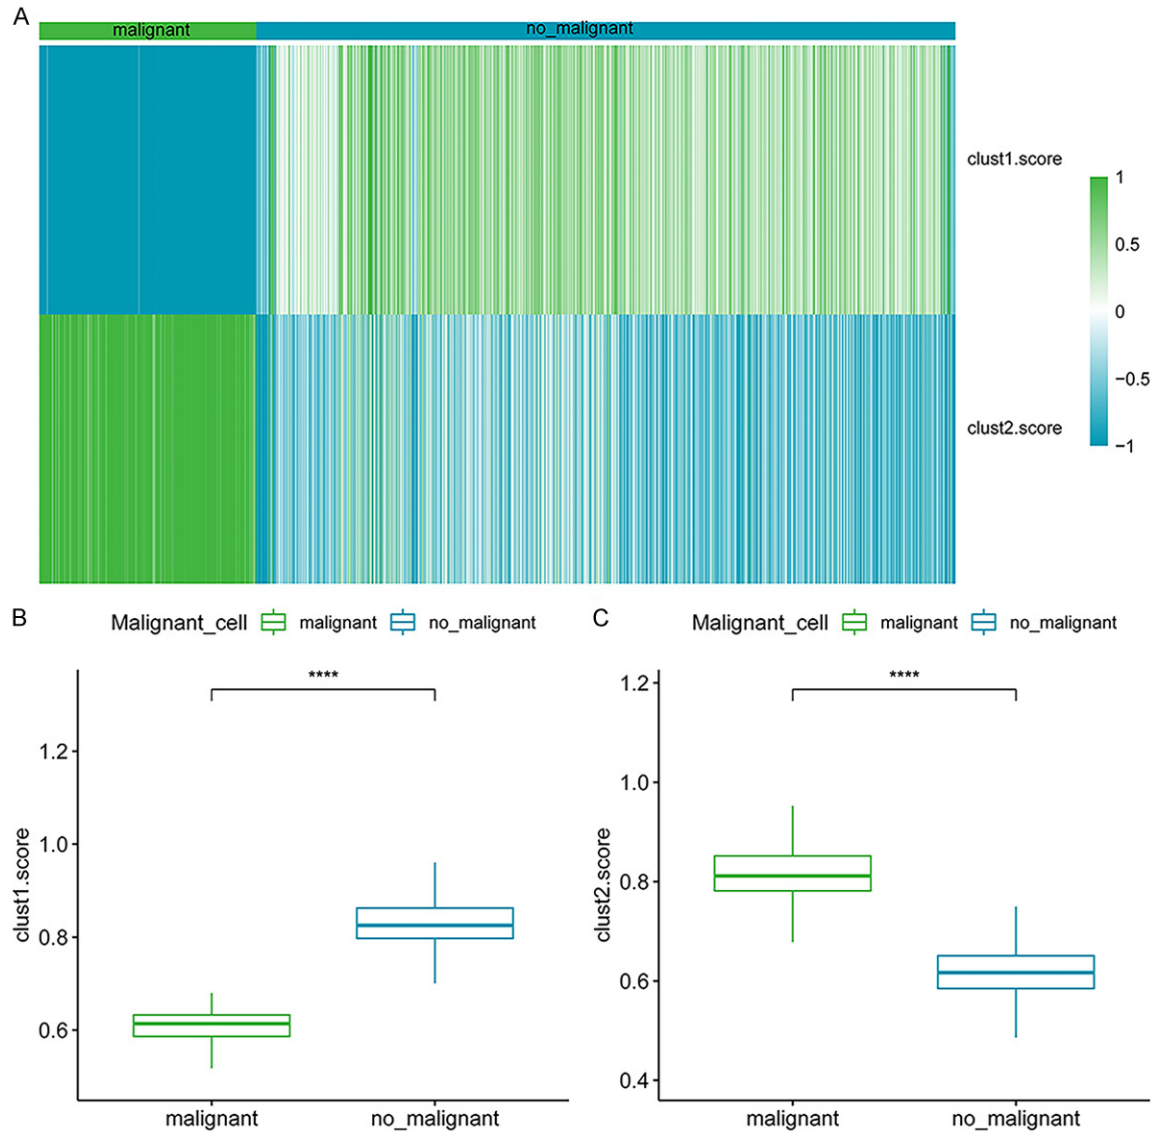 A
malignant no_malignant
clust1.score
1
0.5
0
−0.5
−1
clust2.score
B Malignant_cell malignant no_malignant
****
1.2
1.0
0.8
0.6
clust1.score
malignant no_malignant
C Malignant_cell malignant no_malignant
****
1.2
1.0
0.8
0.6
0.4
clust2.score
malignant no_malignant